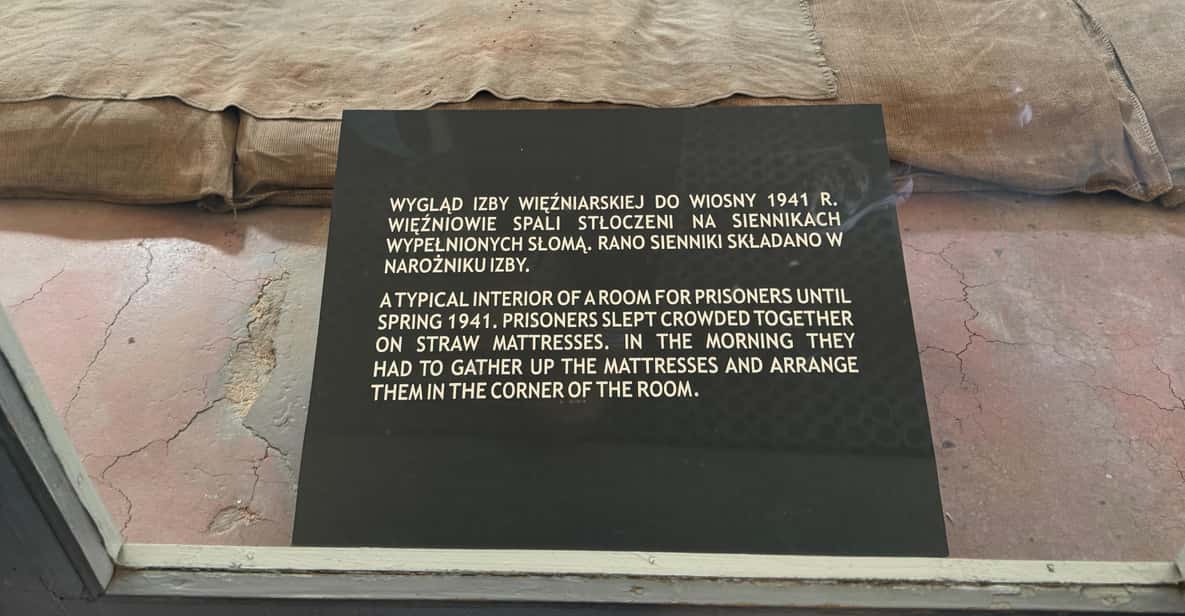 WYGLĄD IZBY WIĘŹNIARSKIEJ DO WIOSNY 1941 R.
WIĘŹNIOWIE SPALI STŁOCZENI NA SIENNIKACH
WYPEŁNIONYCH SŁOMĄ. RANO SIENNIKI SKŁADANO W
NAROŻNIKU IZBY.
A TYPICAL INTERIOR OF A ROOM FOR PRISONERS UNTIL
SPRING 1941. PRISONERS SLEPT CROWDED TOGETHER
ON STRAW MATTRESSES. IN THE MORNING THEY
HAD TO GATHER UP THE MATTRESSES AND ARRANGE
THEM IN THE CORNER OF THE ROOM.